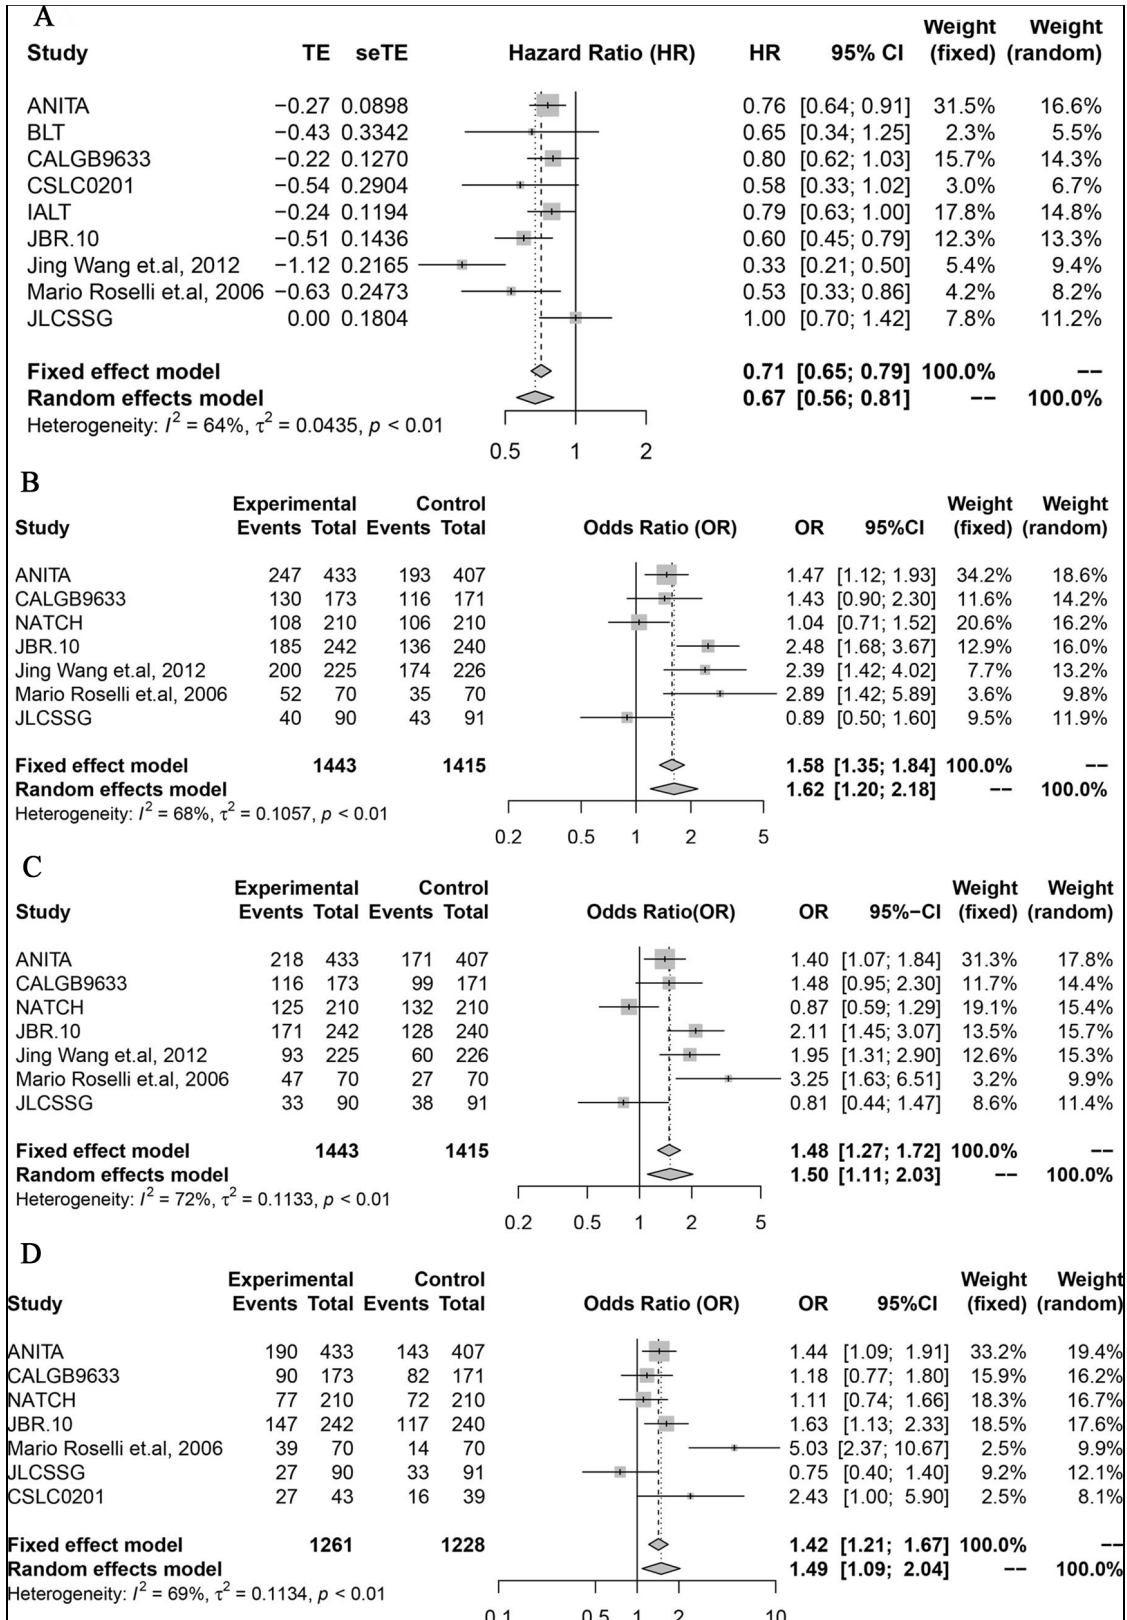 A
Weight Weight
Study TE seTE Hazard Ratio (HR) HR 95% CI (fixed) (random)
ANITA −0.27 0.0898 0.76 [0.64; 0.91] 31.5% 16.6%
BLT −0.43 0.3342 0.65 [0.34; 1.25] 2.3% 5.5%
CALGB9633 −0.22 0.1270 0.80 [0.62; 1.03] 15.7% 14.3%
CSLC0201 −0.54 0.2904 0.58 [0.33; 1.02] 3.0% 6.7%
IALT −0.24 0.1194 0.79 [0.63; 1.00] 17.8% 14.8%
JBR.10 −0.51 0.1436 0.60 [0.45; 0.79] 12.3% 13.3%
Jing Wang et.al, 2012 −1.12 0.2165 0.33 [0.21; 0.50] 5.4% 9.4%
Mario Roselli et.al, 2006 −0.63 0.2473 0.53 [0.33; 0.86] 4.2% 8.2%
JLCSSG 0.00 0.1804 1.00 [0.70; 1.42] 7.8% 11.2%
Fixed effect model 0.71 [0.65; 0.79] 100.0% −−
Random effects model 0.67 [0.56; 0.81] −− 100.0%
Heterogeneity: I² = 64%, τ² = 0.0435, p < 0.01
0.5 1 2
B
Experimental Control Weight Weight
Study Events Total Events Total Odds Ratio (OR) OR 95%CI (fixed) (random)
ANITA 247 433 193 407 1.47 [1.12; 1.93] 34.2% 18.6%
CALGB9633 130 173 116 171 1.43 [0.90; 2.30] 11.6% 14.2%
NATCH 108 210 106 210 1.04 [0.71; 1.52] 20.6% 16.2%
JBR.10 185 242 136 240 2.48 [1.68; 3.67] 12.9% 16.0%
Jing Wang et.al, 2012 200 225 174 226 2.39 [1.42; 4.02] 7.7% 13.2%
Mario Roselli et.al, 2006 52 70 35 70 2.89 [1.42; 5.89] 3.6% 9.8%
JLCSSG 40 90 43 91 0.89 [0.50; 1.60] 9.5% 11.9%
Fixed effect model 1443 1415 1.58 [1.35; 1.84] 100.0% −−
Random effects model 1.62 [1.20; 2.18] −− 100.0%
Heterogeneity: I² = 68%, τ² = 0.1057, p < 0.01
0.2 0.5 1 2 5
C
Experimental Control Weight Weight
Study Events Total Events Total Odds Ratio(OR) OR 95%−CI (fixed) (random)
ANITA 218 433 171 407 1.40 [1.07; 1.84] 31.3% 17.8%
CALGB9633 116 173 99 171 1.48 [0.95; 2.30] 11.7% 14.4%
NATCH 125 210 132 210 0.87 [0.59; 1.29] 19.1% 15.4%
JBR.10 171 242 128 240 2.11 [1.45; 3.07] 13.5% 15.7%
Jing Wang et.al, 2012 93 225 60 226 1.95 [1.31; 2.90] 12.6% 15.3%
Mario Roselli et.al, 2006 47 70 27 70 3.25 [1.63; 6.51] 3.2% 9.9%
JLCSSG 33 90 38 91 0.81 [0.44; 1.47] 8.6% 11.4%
Fixed effect model 1443 1415 1.48 [1.27; 1.72] 100.0% −−
Random effects model 1.50 [1.11; 2.03] −− 100.0%
Heterogeneity: I² = 72%, τ² = 0.1133, p < 0.01
0.2 0.5 1 2 5
D
Experimental Control Weight Weight
Study Events Total Events Total Odds Ratio (OR) OR 95%CI (fixed) (random)
ANITA 190 433 143 407 1.44 [1.09; 1.91] 33.2% 19.4%
CALGB9633 90 173 82 171 1.18 [0.77; 1.80] 15.9% 16.2%
NATCH 77 210 72 210 1.11 [0.74; 1.66] 18.3% 16.7%
JBR.10 147 242 117 240 1.63 [1.13; 2.33] 18.5% 17.6%
Mario Roselli et.al, 2006 39 70 14 70 5.03 [2.37; 10.67] 2.5% 9.9%
JLCSSG 27 90 33 91 0.75 [0.40; 1.40] 9.2% 12.1%
CSLC0201 27 43 16 39 2.43 [1.00; 5.90] 2.5% 8.1%
Fixed effect model 1261 1228 1.42 [1.21; 1.67] 100.0% −−
Random effects model 1.49 [1.09; 2.04] −− 100.0%
Heterogeneity: I² = 69%, τ² = 0.1134, p < 0.01
0.1 0.5 1 2 10